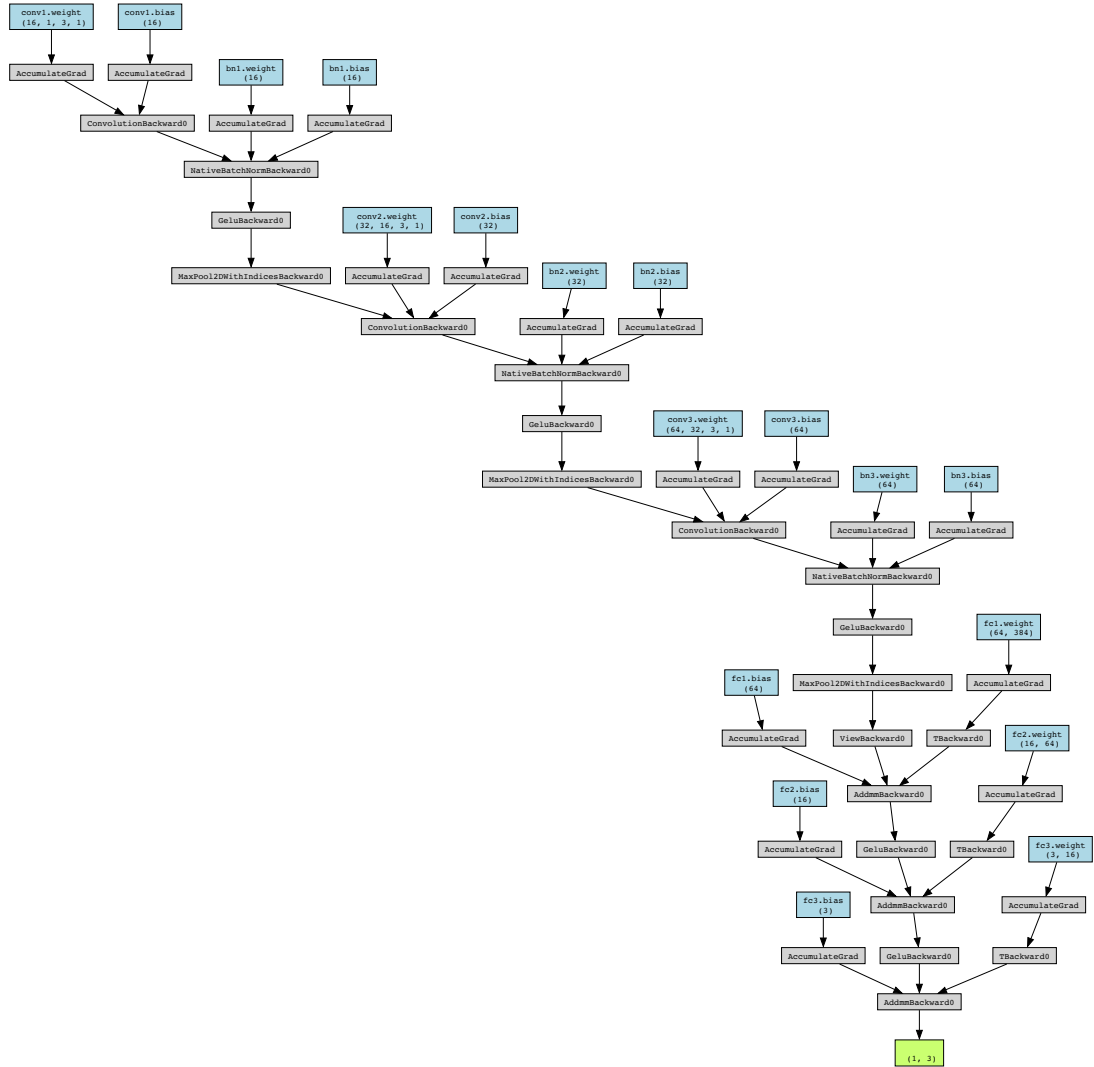 conv1.weight
(16, 1, 3, 1)
conv1.bias
(16)
AccumulateGrad
AccumulateGrad
bn1.weight
(16)
bn1.bias
(16)
ConvolutionBackward0
AccumulateGrad
AccumulateGrad
NativeBatchNormBackward0
GeluBackward0
conv2.weight
(32, 16, 3, 1)
conv2.bias
(32)
MaxPool2DWithIndicesBackward0
AccumulateGrad
AccumulateGrad
bn2.weight
(32)
bn2.bias
(32)
ConvolutionBackward0
AccumulateGrad
AccumulateGrad
NativeBatchNormBackward0
GeluBackward0
conv3.weight
(64, 32, 3, 1)
conv3.bias
(64)
MaxPool2DWithIndicesBackward0
AccumulateGrad
AccumulateGrad
bn3.weight
(64)
bn3.bias
(64)
ConvolutionBackward0
AccumulateGrad
AccumulateGrad
NativeBatchNormBackward0
GeluBackward0
fc1.weight
(64, 384)
fc1.bias
(64)
MaxPool2DWithIndicesBackward0
AccumulateGrad
AccumulateGrad
ViewBackward0
TBackward0
fc2.weight
(16, 64)
fc2.bias
(16)
AddmmBackward0
AccumulateGrad
AccumulateGrad
GeluBackward0
TBackward0
fc3.weight
(3, 16)
fc3.bias
(3)
AddmmBackward0
AccumulateGrad
AccumulateGrad
GeluBackward0
TBackward0
AddmmBackward0
(1, 3)